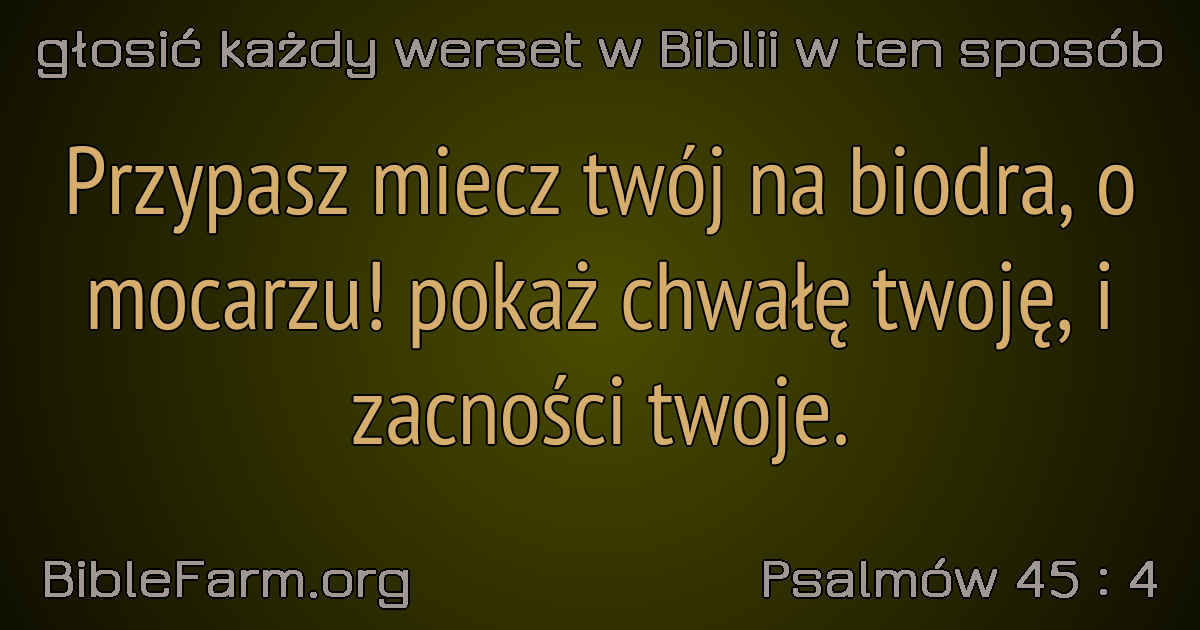 głosić każdy werset w Biblii w ten sposób
Przypasz miecz twój na biodra, o
mocarzu! pokaż chwałę twoję, i
zacności twoje.
BibleFarm.org
Psalmów 45 : 4